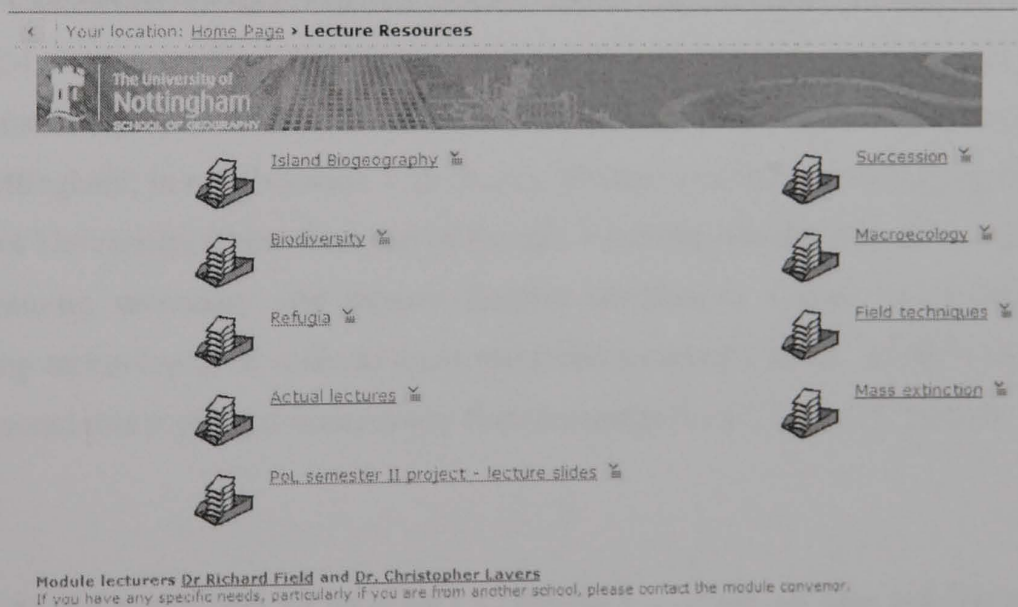 Your location: Home Page › Lecture Resources
The University of
Nottingham
SCHOOL OF GEOGRAPHY
Island Biogeography
Succession
Biodiversity
Macroecology
Refugia
Field techniques
Actual lectures
Mass extinction
PoL semester II project - lecture slides
Module lecturers Dr Richard Field and Dr. Christopher Lavers
If you have any specific needs, particularly if you are from another school, please contact the module convenor.